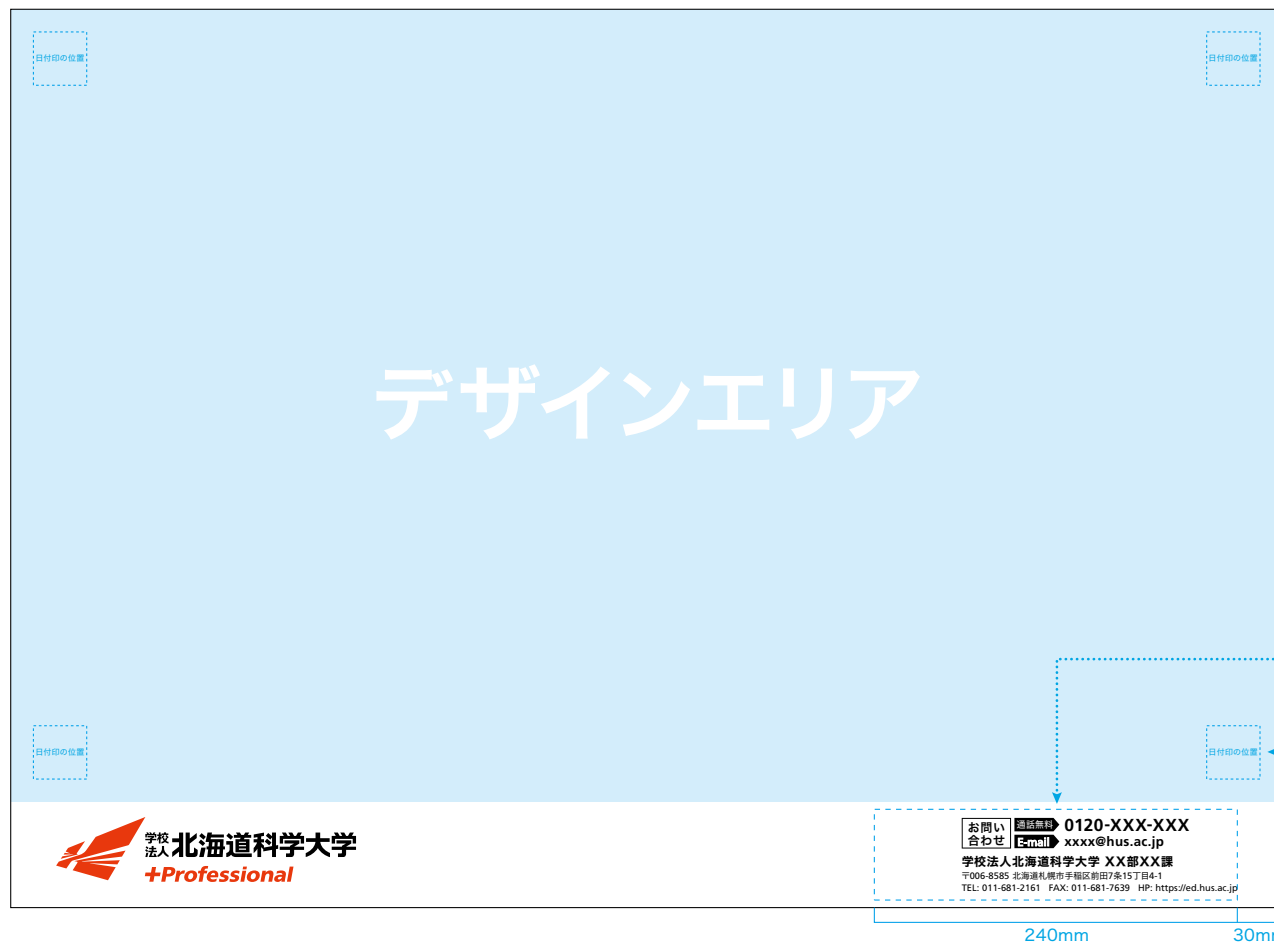 日付印の位置
日付印の位置
デザインエリア
日付印の位置
日付印の位置
学校法人 北海道科学大学
+Professional
お問い合わせ
通話無料 0120-XXX-XXX
E-mail xxxx@hus.ac.jp
学校法人北海道科学大学 XX部XX課
〒006-8585 北海道札幌市手稲区前田7条15丁目4-1
TEL: 011-681-2161 FAX: 011-681-7639 HP: https://ed.hus.ac.jp
240mm